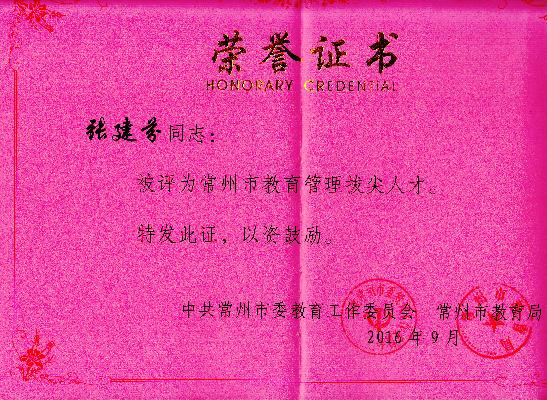 荣誉证书
HONORARY CREDENTIAL
张建芬同志：
被评为常州市教育管理拔尖人才。
特发此证，以资鼓励。
中共常州市委教育工作委员会 常州市教育局
2016年9月